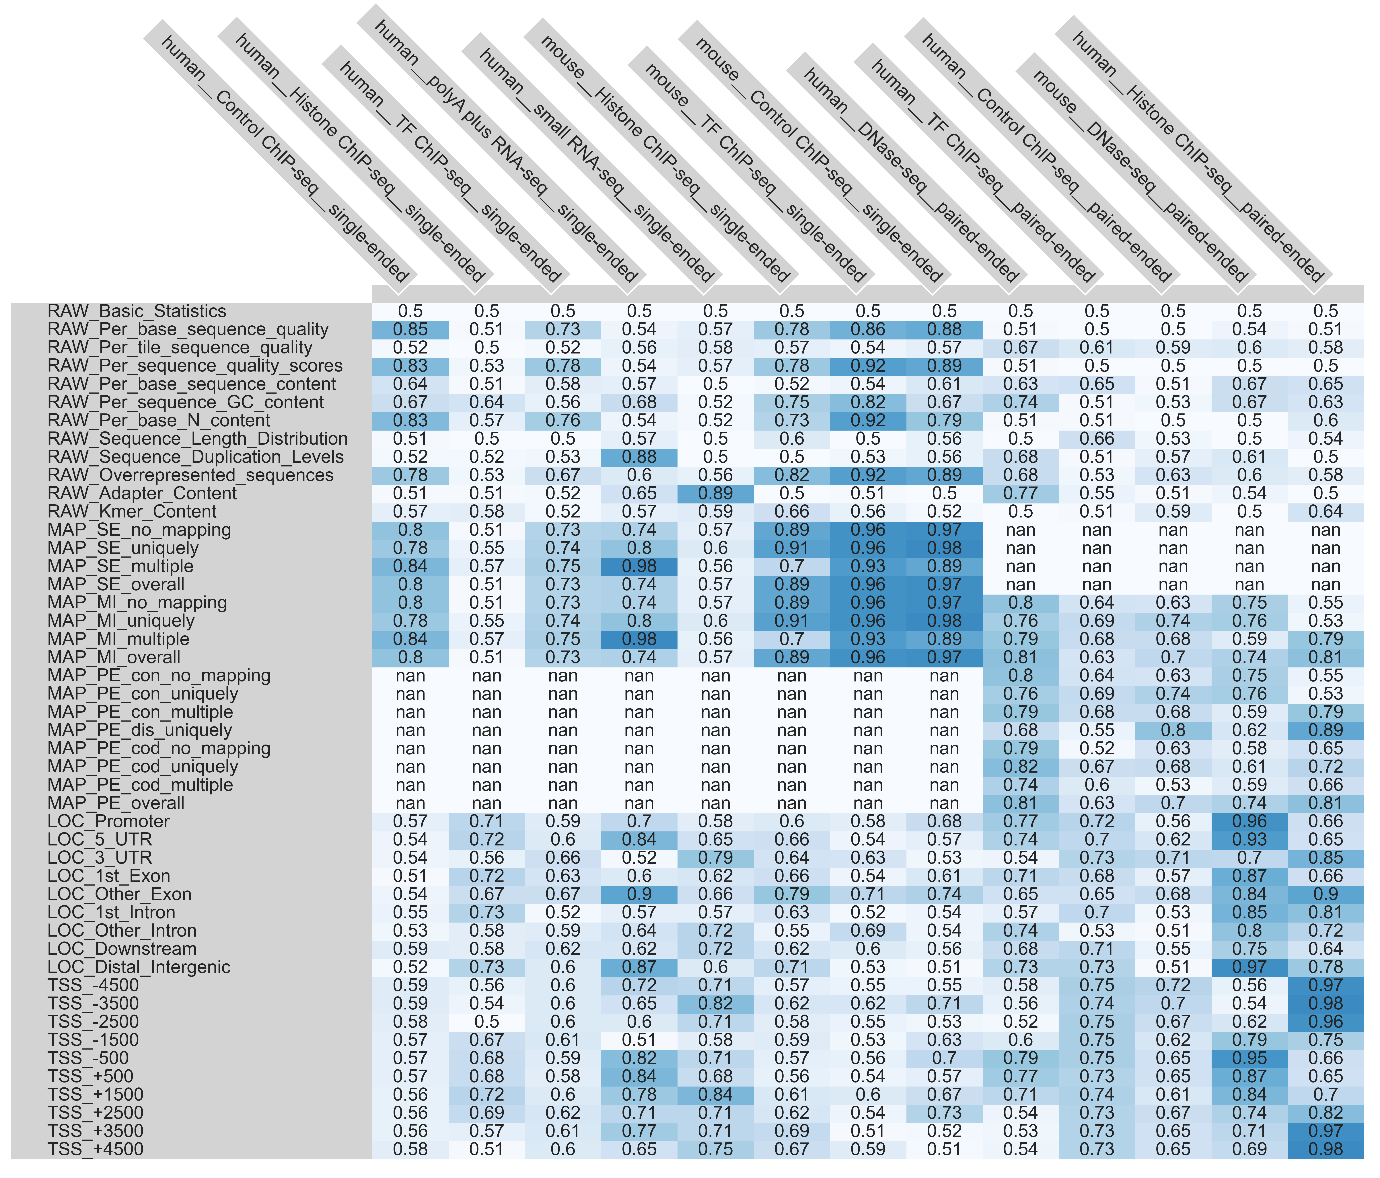 human__Control ChIP-seq__single-ended
human__Histone ChIP-seq__single-ended
human__TF ChIP-seq__single-ended
human__polyA plus RNA-seq__single-ended
human__small RNA-seq__single-ended
mouse__Histone ChIP-seq__single-ended
mouse__TF ChIP-seq__single-ended
mouse__Control ChIP-seq__single-ended
human__DNase-seq__paired-ended
human__TF ChIP-seq__paired-ended
human__Control ChIP-seq__paired-ended
mouse__DNase-seq__paired-ended
human__Histone ChIP-seq__paired-ended
RAW_Basic_Statistics 0.5 0.5 0.5 0.5 0.5 0.5 0.5 0.5 0.5 0.5 0.5 0.5 0.5
RAW_Per_base_sequence_quality 0.85 0.51 0.73 0.54 0.57 0.78 0.86 0.88 0.51 0.5 0.5 0.54 0.51
RAW_Per_tile_sequence_quality 0.52 0.5 0.52 0.56 0.58 0.57 0.54 0.57 0.67 0.61 0.59 0.6 0.58
RAW_Per_sequence_quality_scores 0.83 0.53 0.78 0.54 0.57 0.78 0.92 0.89 0.51 0.5 0.5 0.5 0.5
RAW_Per_base_sequence_content 0.64 0.51 0.58 0.57 0.5 0.52 0.54 0.61 0.63 0.65 0.51 0.67 0.65
RAW_Per_sequence_GC_content 0.67 0.64 0.56 0.68 0.52 0.75 0.82 0.67 0.74 0.51 0.53 0.67 0.63
RAW_Per_base_N_content 0.83 0.57 0.76 0.54 0.52 0.73 0.92 0.79 0.51 0.51 0.5 0.5 0.6
RAW_Sequence_Length_Distribution 0.51 0.5 0.5 0.57 0.5 0.6 0.5 0.56 0.5 0.66 0.53 0.5 0.54
RAW_Sequence_Duplication_Levels 0.52 0.52 0.53 0.88 0.5 0.5 0.53 0.56 0.68 0.51 0.57 0.61 0.5
RAW_Overrepresented_sequences 0.78 0.53 0.67 0.6 0.56 0.82 0.92 0.89 0.68 0.53 0.63 0.6 0.58
RAW_Adapter_Content 0.51 0.51 0.52 0.65 0.89 0.5 0.51 0.5 0.77 0.55 0.51 0.54 0.5
RAW_Kmer_Content 0.57 0.58 0.52 0.57 0.59 0.66 0.56 0.52 0.5 0.51 0.59 0.5 0.64
MAP_SE_no_mapping 0.8 0.51 0.73 0.74 0.57 0.89 0.96 0.97 nan nan nan nan nan
MAP_SE_uniquely 0.78 0.55 0.74 0.8 0.6 0.91 0.96 0.98 nan nan nan nan nan
MAP_SE_multiple 0.84 0.57 0.75 0.98 0.56 0.7 0.93 0.89 nan nan nan nan nan
MAP_SE_overall 0.8 0.51 0.73 0.74 0.57 0.89 0.96 0.97 nan nan nan nan nan
MAP_MI_no_mapping 0.8 0.51 0.73 0.74 0.57 0.89 0.96 0.97 0.8 0.64 0.63 0.75 0.55
MAP_MI_uniquely 0.78 0.55 0.74 0.8 0.6 0.91 0.96 0.98 0.76 0.69 0.74 0.76 0.53
MAP_MI_multiple 0.84 0.57 0.75 0.98 0.56 0.7 0.93 0.89 0.79 0.68 0.68 0.59 0.79
MAP_MI_overall 0.8 0.51 0.73 0.74 0.57 0.89 0.96 0.97 0.81 0.63 0.7 0.74 0.81
MAP_PE_con_no_mapping nan nan nan nan nan nan nan nan 0.8 0.64 0.63 0.75 0.55
MAP_PE_con_uniquely nan nan nan nan nan nan nan nan 0.76 0.69 0.74 0.76 0.53
MAP_PE_con_multiple nan nan nan nan nan nan nan nan 0.79 0.68 0.68 0.59 0.79
MAP_PE_dis_uniquely nan nan nan nan nan nan nan nan 0.68 0.55 0.8 0.62 0.89
MAP_PE_cod_no_mapping nan nan nan nan nan nan nan nan 0.79 0.52 0.63 0.58 0.65
MAP_PE_cod_uniquely nan nan nan nan nan nan nan nan 0.82 0.67 0.68 0.61 0.72
MAP_PE_cod_multiple nan nan nan nan nan nan nan nan 0.74 0.6 0.53 0.59 0.66
MAP_PE_overall nan nan nan nan nan nan nan nan 0.81 0.63 0.7 0.74 0.81
LOC_Promoter 0.57 0.71 0.59 0.7 0.58 0.6 0.58 0.68 0.77 0.72 0.56 0.96 0.66
LOC_5_UTR 0.54 0.72 0.6 0.84 0.65 0.66 0.54 0.57 0.74 0.7 0.62 0.93 0.65
LOC_3_UTR 0.54 0.56 0.66 0.52 0.79 0.64 0.63 0.53 0.54 0.73 0.71 0.7 0.85
LOC_1st_Exon 0.51 0.72 0.63 0.6 0.62 0.66 0.54 0.61 0.71 0.68 0.57 0.87 0.66
LOC_Other_Exon 0.54 0.67 0.67 0.9 0.66 0.79 0.71 0.74 0.65 0.65 0.68 0.84 0.9
LOC_1st_Intron 0.55 0.73 0.52 0.57 0.57 0.63 0.52 0.54 0.57 0.7 0.53 0.85 0.81
LOC_Other_Intron 0.53 0.58 0.59 0.64 0.72 0.55 0.69 0.54 0.74 0.53 0.51 0.8 0.72
LOC_Downstream 0.59 0.58 0.62 0.62 0.72 0.62 0.6 0.56 0.68 0.71 0.55 0.75 0.64
LOC_Distal_Intergenic 0.52 0.73 0.6 0.87 0.6 0.71 0.53 0.51 0.73 0.73 0.51 0.97 0.78
TSS_-4500 0.59 0.56 0.6 0.72 0.71 0.57 0.55 0.55 0.58 0.75 0.72 0.56 0.97
TSS_-3500 0.59 0.54 0.6 0.65 0.82 0.62 0.62 0.71 0.56 0.74 0.7 0.54 0.98
TSS_-2500 0.58 0.5 0.6 0.6 0.71 0.58 0.55 0.53 0.52 0.75 0.67 0.62 0.96
TSS_-1500 0.57 0.67 0.61 0.51 0.58 0.59 0.53 0.63 0.6 0.75 0.62 0.79 0.75
TSS_-500 0.57 0.68 0.59 0.82 0.71 0.57 0.56 0.7 0.79 0.75 0.65 0.95 0.66
TSS_+500 0.57 0.68 0.58 0.84 0.68 0.56 0.54 0.57 0.77 0.73 0.65 0.87 0.65
TSS_+1500 0.56 0.72 0.6 0.78 0.84 0.61 0.6 0.67 0.71 0.74 0.61 0.84 0.7
TSS_+2500 0.56 0.69 0.62 0.71 0.71 0.62 0.54 0.73 0.54 0.73 0.67 0.74 0.82
TSS_+3500 0.56 0.57 0.61 0.77 0.71 0.69 0.51 0.52 0.53 0.73 0.65 0.71 0.97
TSS_+4500 0.58 0.51 0.6 0.65 0.75 0.67 0.59 0.51 0.54 0.73 0.65 0.69 0.98